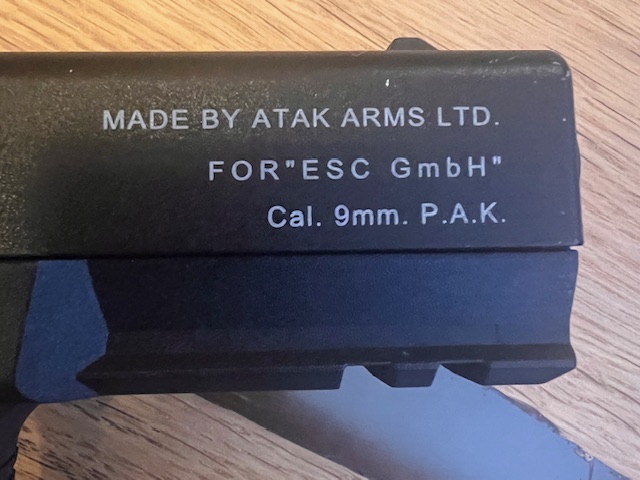 MADE BY ATAK ARMS LTD.
FOR"ESC GmbH"
Cal. 9mm. P.A.K.